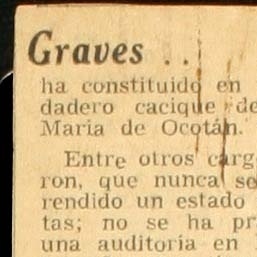 Graves ...
ha constituido en
dadero cacique de
María de Ocotán.
Entre otros carg
ron, que nunca se
rendido un estado
tas; no se ha pr
una auditoria en